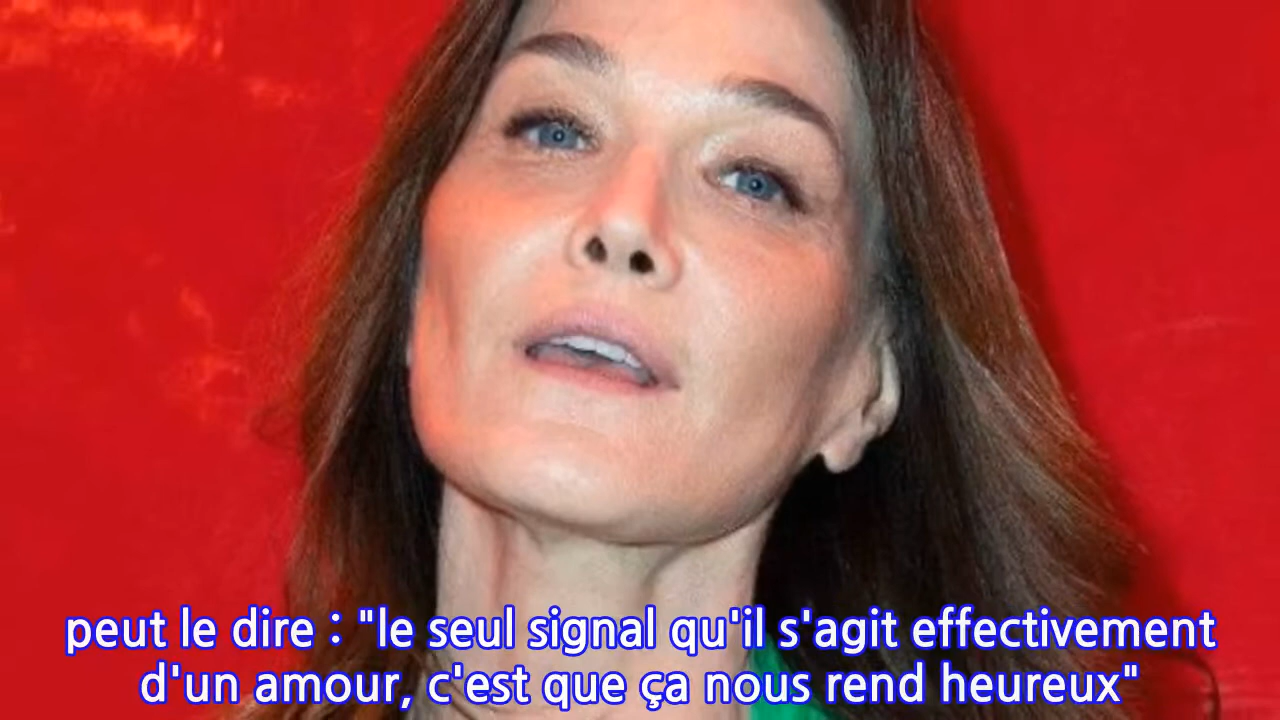 peut le dire : "le seul signal qu'il s'agit effectivement
d'un amour, c'est que ça nous rend heureux"